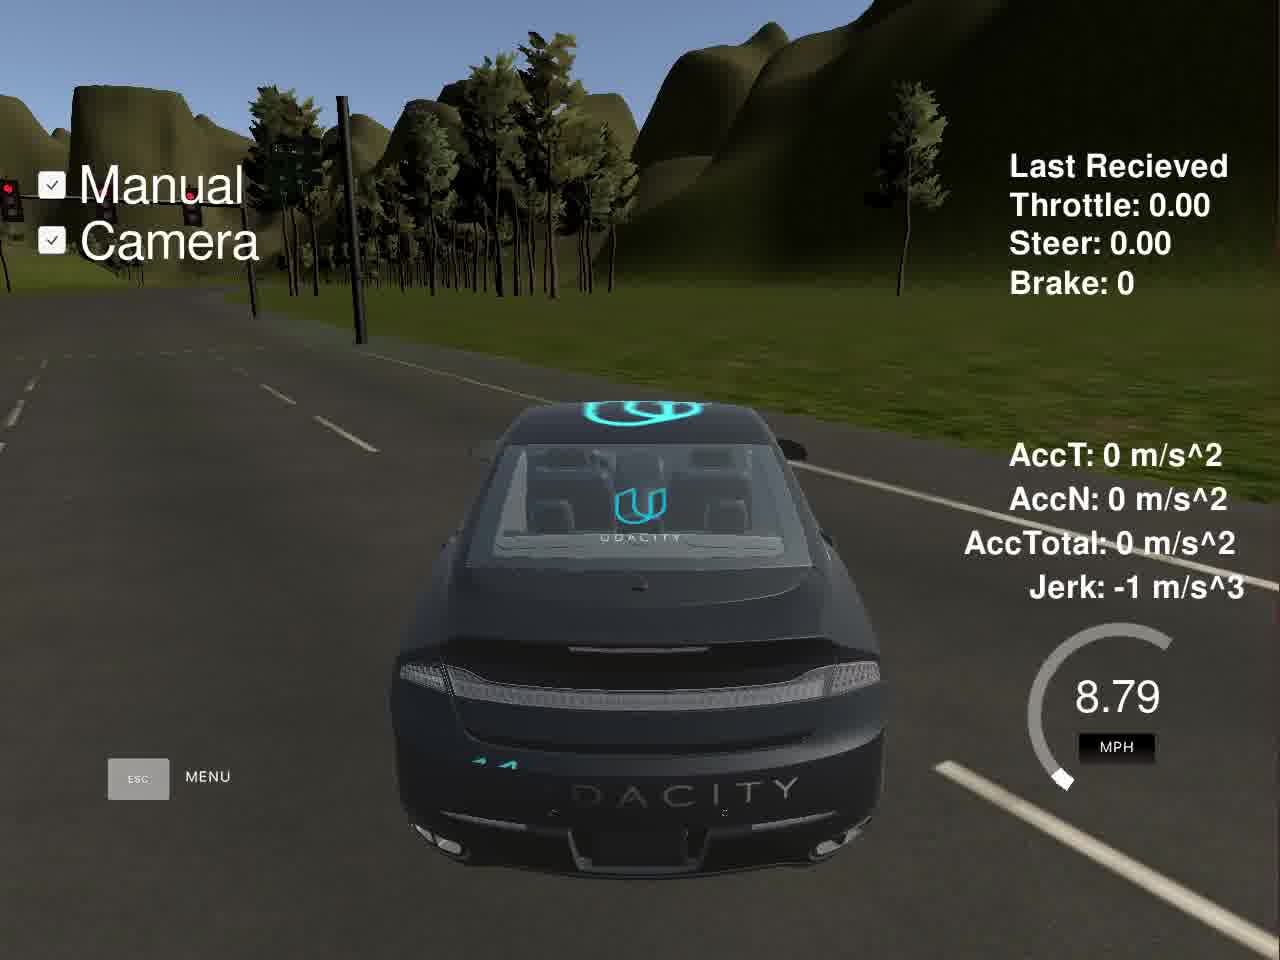 Manual
Camera
Last Recieved
Throttle: 0.00
Steer: 0.00
Brake: 0
AccT: 0 m/s^2
AccN: 0 m/s^2
AccTotal: 0 m/s^2
Jerk: -1 m/s^3
UDACITY
8.79
MPH
ESC
MENU
DACITY